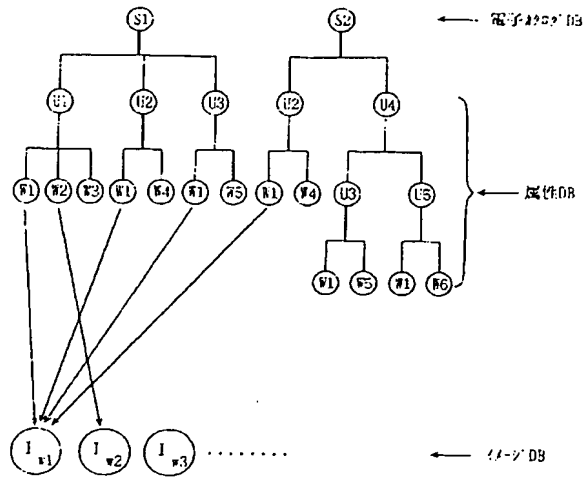 S1 S2 電子カタログDB
U1 U2 U3 U2 U4
W1 W2 W3 W1 W4 W1 W5 W1 W4 U3 U5 属性DB
W1 W5 W1 W6
I w1 I w2 I w3 ········ イメージDB